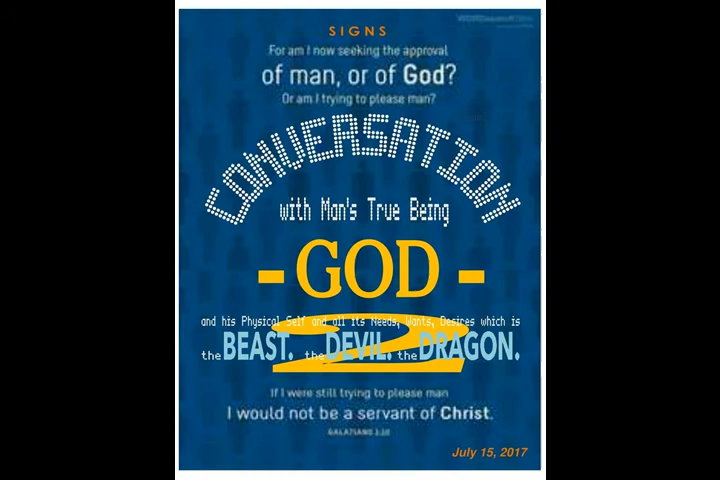 SIGNS
For am I now seeking the approval
of man, or of God?
Or am I trying to please man?
CONVERSATION
with Man's True Being
- GOD -
2
and his Physical Self and all its Needs, Wants, Desires which is
the BEAST. the DEVIL. the DRAGON.
If I were still trying to please man
I would not be a servant of Christ.
GALATIANS 1:10
July 15, 2017